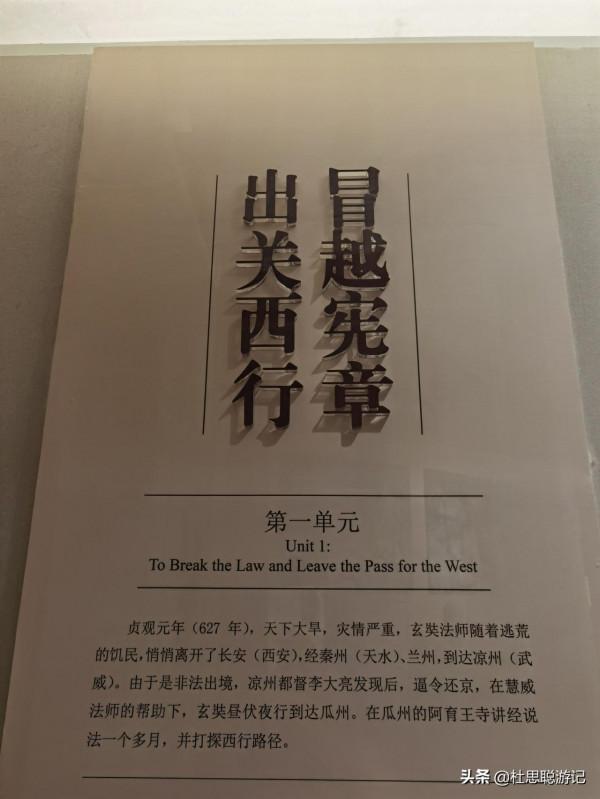 冒越宪章
出关西行
第一单元
Unit 1:
To Break the Law and Leave the Pass for the West
贞观元年（627 年），天下大旱，灾情严重，玄奘法师随着逃荒
的饥民，悄悄离开了长安（西安），经秦州（天水）、兰州，到达凉州（武
威）。由于是非法出境，凉州都督李大亮发现后，逼令还京，在慧威
法师的帮助下，玄奘昼伏夜行到达瓜州。在瓜州的阿育王寺讲经说
法一个多月，并打探西行路径。
头条 @杜思聪游记